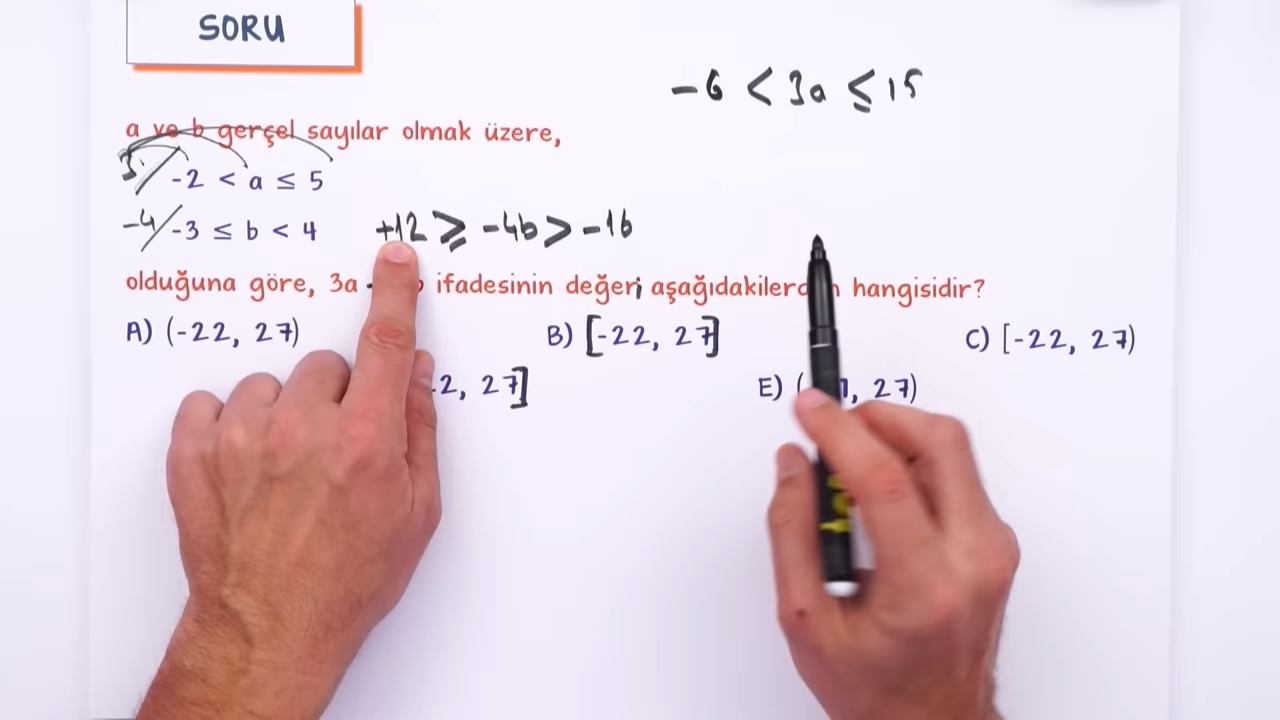 SORU
-6 < 3a ≤ 15
a ve b gerçel sayılar olmak üzere,
3/ -2 < a ≤ 5
-4/ -3 ≤ b < 4 +12 ≥ -4b > -16
olduğuna göre, 3a ifadesinin değeri aşağıdakilerden hangisidir?
A) (-22, 27) B) [-22, 27] C) [-22, 27)
2, 27] E) ( , 27)